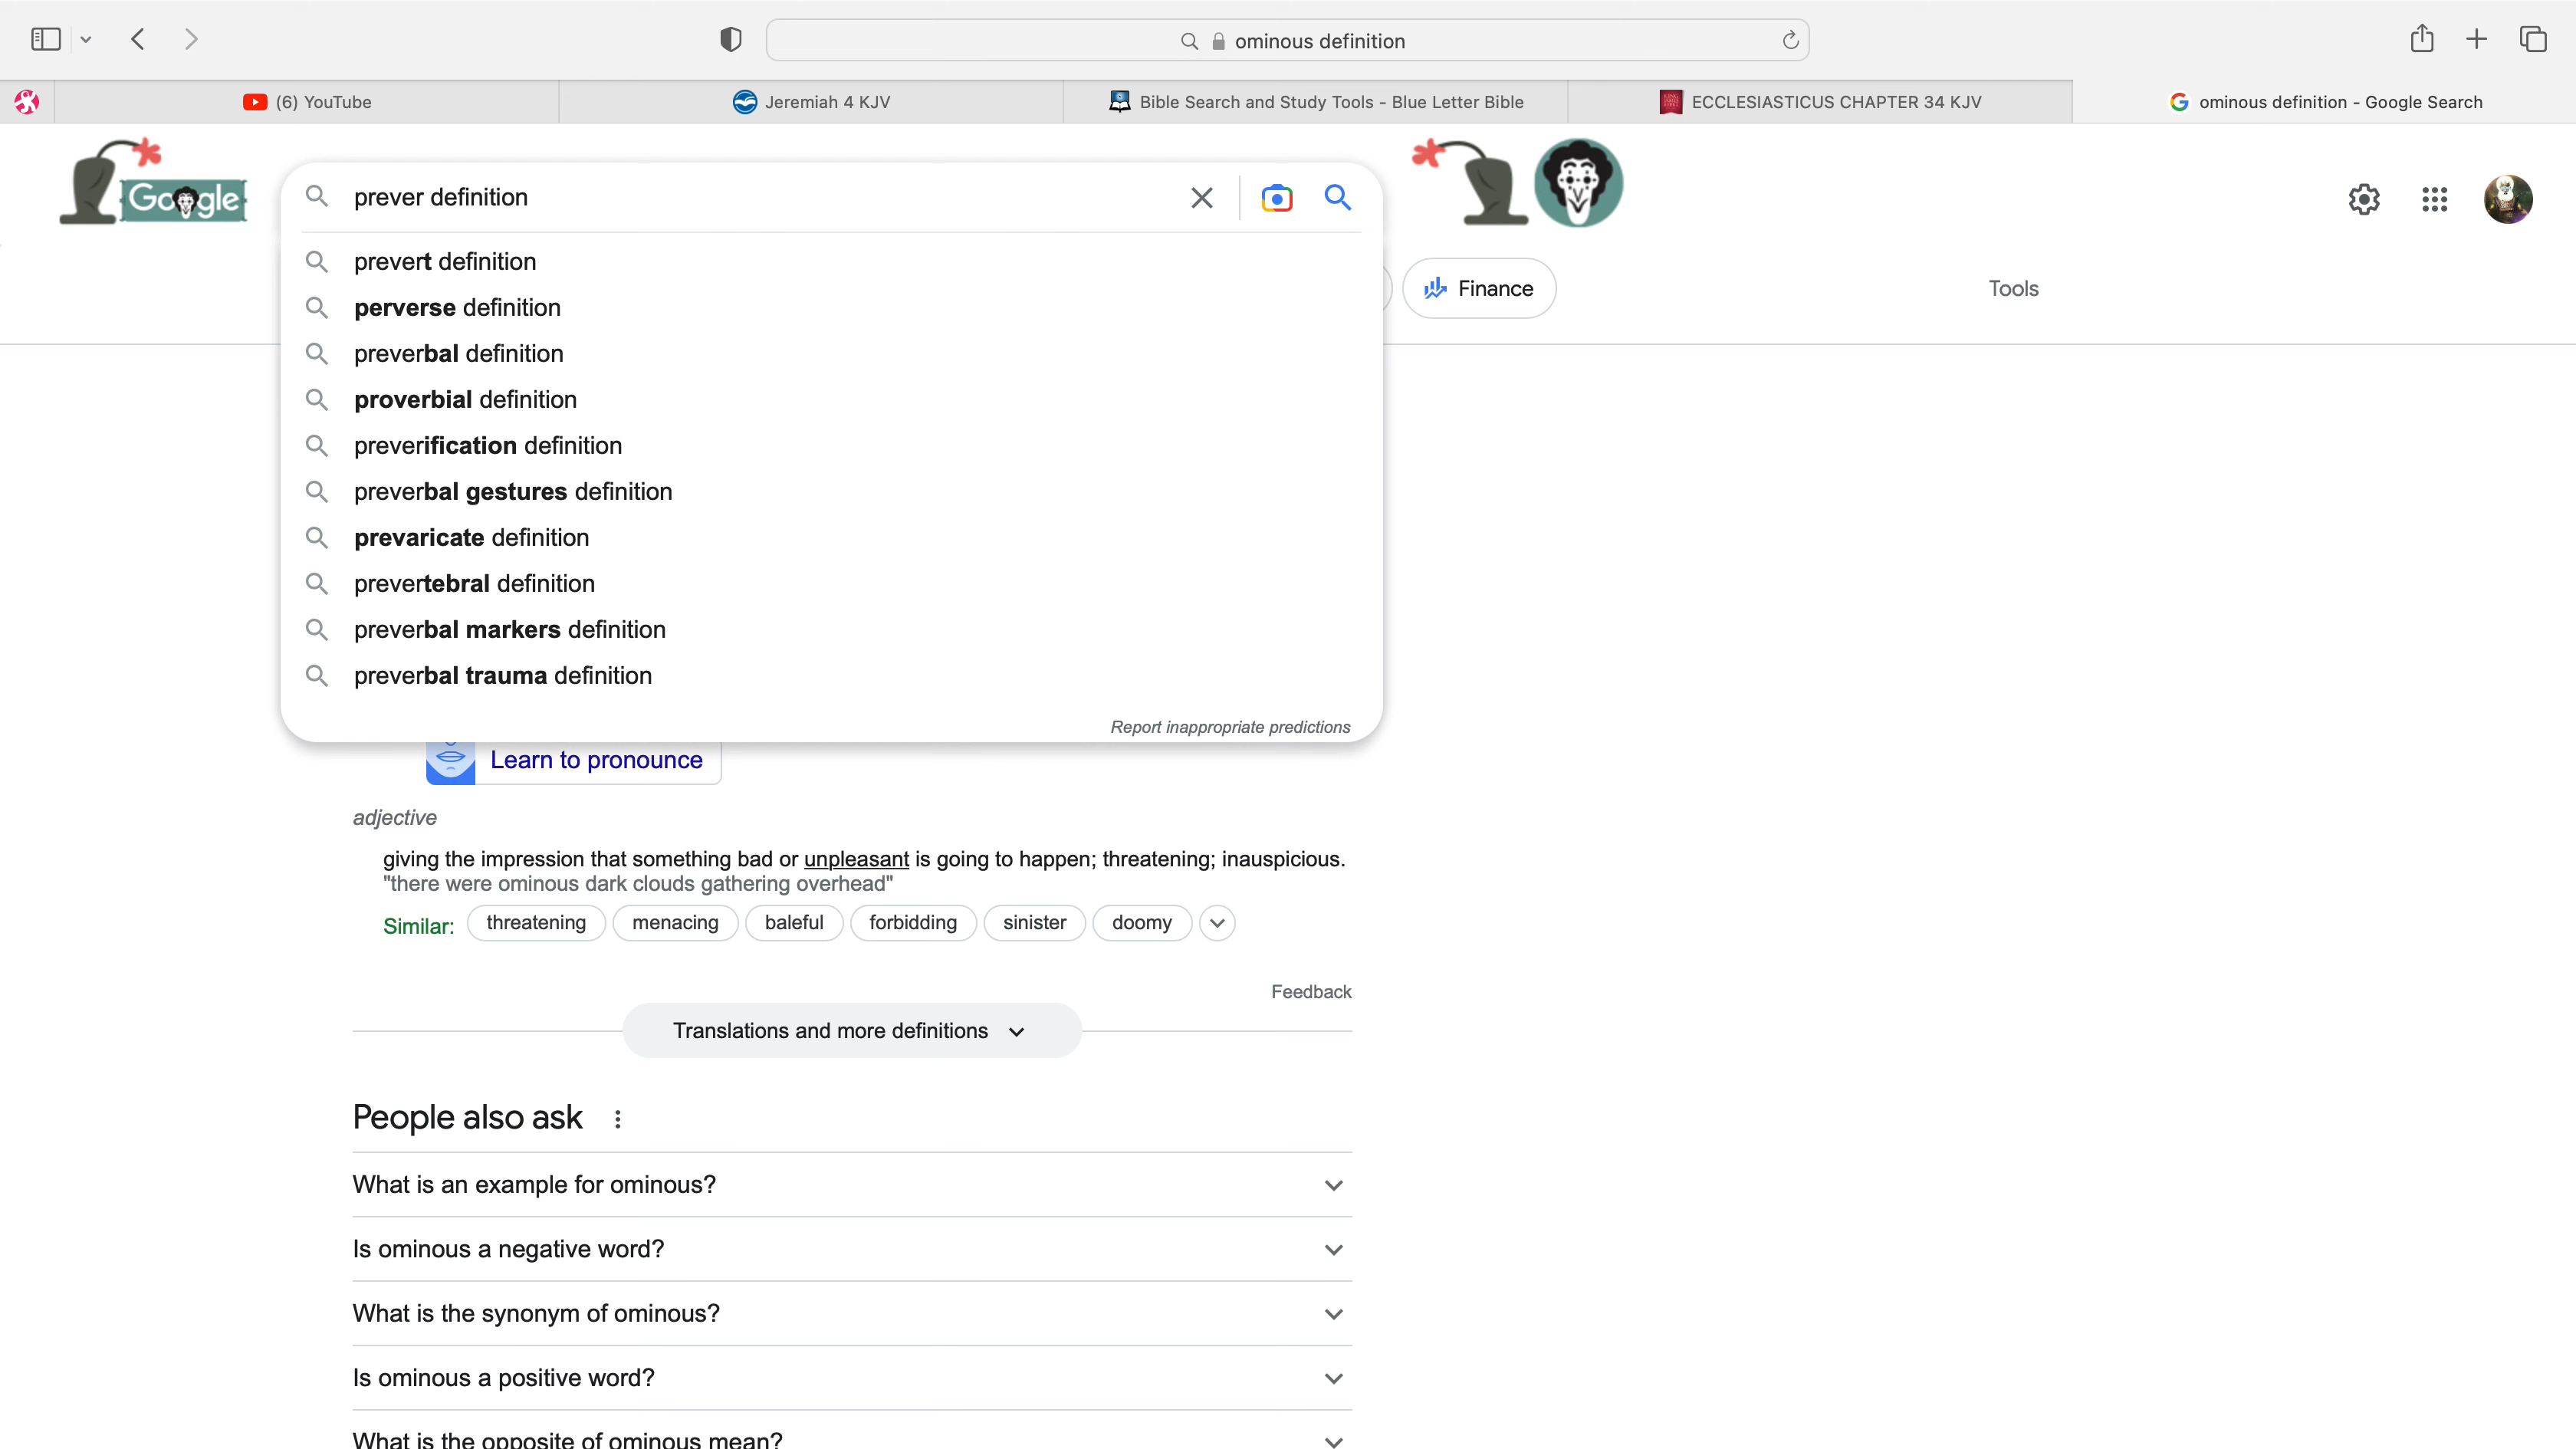 ominous definition
(6) YouTube
Jeremiah 4 KJV
Bible Search and Study Tools - Blue Letter Bible
ECCLESIASTICUS CHAPTER 34 KJV
ominous definition - Google Search
Google
prever definition
prevert definition
perverse definition
preverbal definition
proverbial definition
preverification definition
preverbal gestures definition
prevaricate definition
prevertebral definition
preverbal markers definition
preverbal trauma definition
Report inappropriate predictions
Finance
Tools
Learn to pronounce
adjective
giving the impression that something bad or unpleasant is going to happen; threatening; inauspicious.
"there were ominous dark clouds gathering overhead"
Similar: threatening menacing baleful forbidding sinister doomy
Feedback
Translations and more definitions
People also ask
What is an example for ominous?
Is ominous a negative word?
What is the synonym of ominous?
Is ominous a positive word?
What is the opposite of ominous mean?